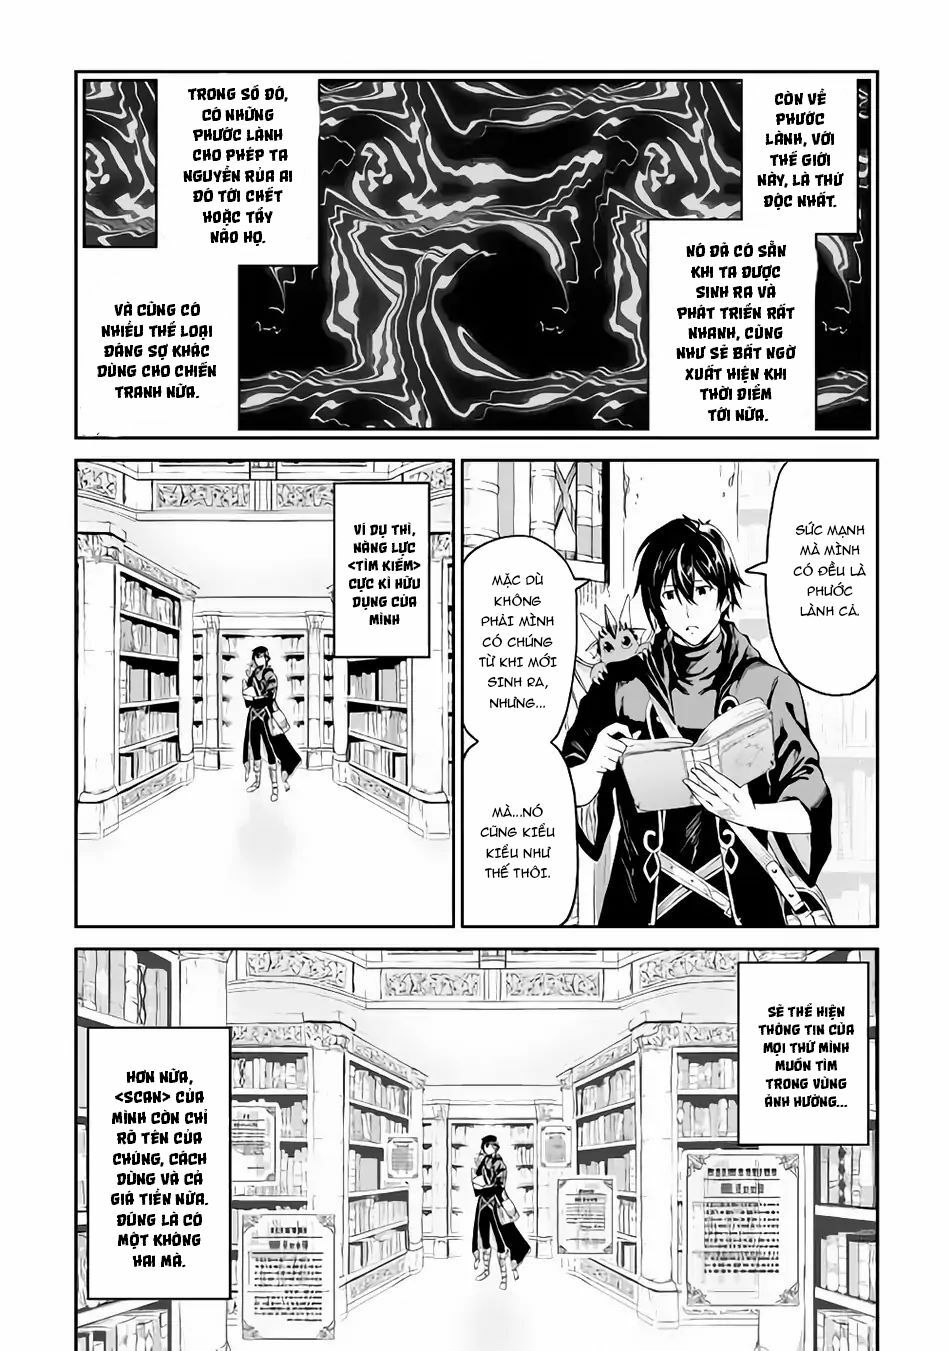 CÒN VỀ
PHƯỚC
LÀNH, VỚI
THẾ GIỚI
NÀY, LÀ THỨ
ĐỘC NHẤT.
NÓ ĐÃ CÓ SẴN
KHI TA ĐƯỢC
SINH RA VÀ
PHÁT TRIỂN RẤT
NHANH, CŨNG
NHƯ SẼ BẤT NGỜ
XUẤT HIỆN KHI
THỜI ĐIỂM
TỚI NỮA.
TRONG SỐ ĐÓ,
CÓ NHỮNG
PHƯỚC LÀNH
CHO PHÉP TA
NGUYỀN RỦA AI
ĐÓ TỚI CHẾT
HOẶC TẨY
NÃO HỌ.
VÀ CŨNG CÓ
NHIỀU THỂ LOẠI
ĐÁNG SỢ KHÁC
DÙNG CHO CHIẾN
TRANH NỮA.
SỨC MẠNH
MÀ MÌNH
CÓ ĐỀU LÀ
PHƯỚC
LÀNH CẢ.
MẶC DÙ
KHÔNG
PHẢI MÌNH
CÓ CHÚNG
TỪ KHI MỚI
SINH RA,
NHƯNG...
MÀ...NÓ
CŨNG KIỂU
KIỂU NHƯ
THẾ THÔI.
VÍ DỤ THÌ,
NĂNG LỰC
<TÌM KIẾM>
CỰC KÌ HỮU
DỤNG CỦA
MÌNH
SẼ THỂ HIỆN
THÔNG TIN CỦA
MỌI THỨ MÌNH
MUỐN TÌM
TRONG VÙNG
ẢNH HƯỞNG...
HƠN NỮA,
<SCAN> CỦA
MÌNH CÒN CHỈ
RÕ TÊN CỦA
CHÚNG, CÁCH
DÙNG VÀ CẢ
GIÁ TIỀN NỮA.
ĐÚNG LÀ CÓ
MỘT KHÔNG
HAI MÀ.